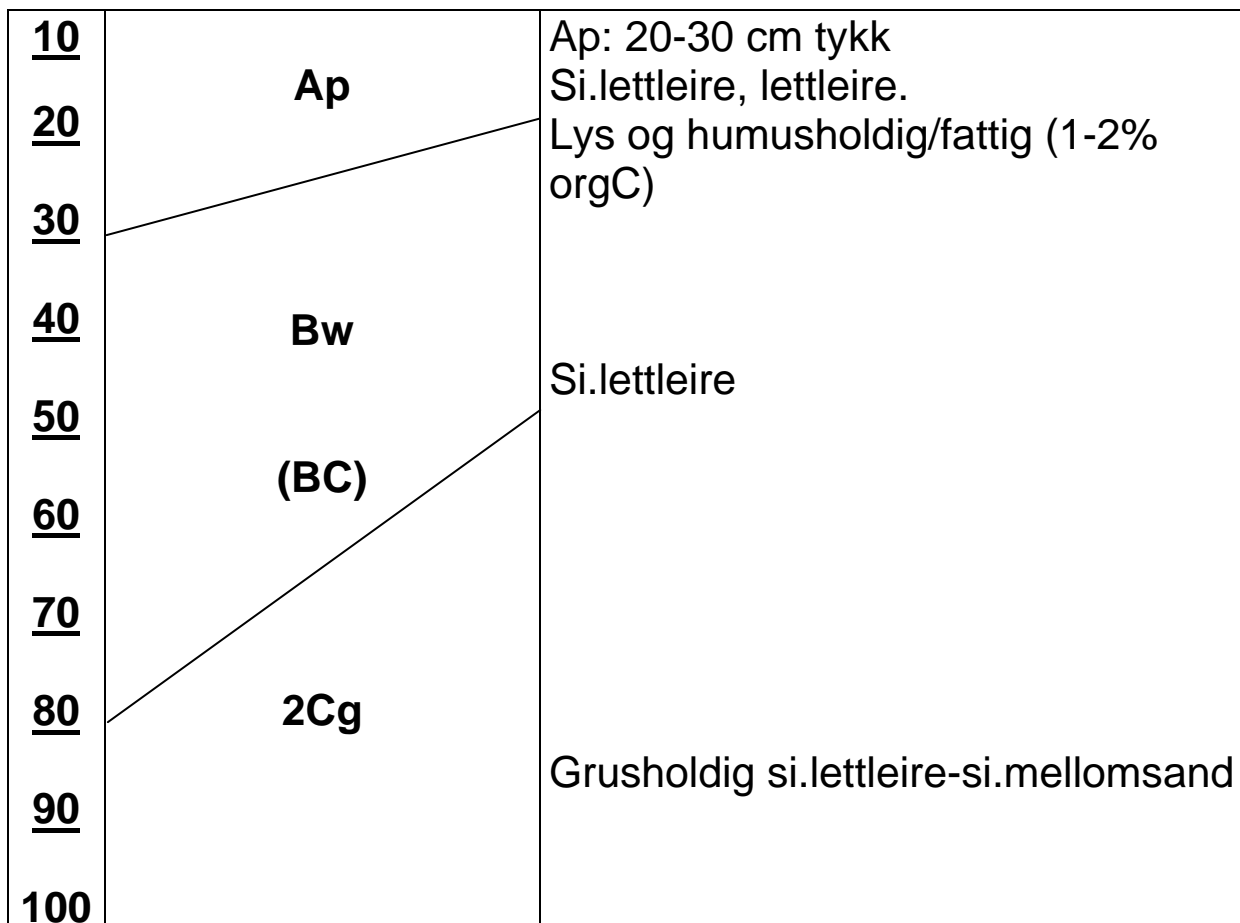 10
20
30
40
50
60
70
80
90
100
Ap
Bw
(BC)
2Cg
Ap: 20-30 cm tykk
Si.lettleire, lettleire.
Lys og humusholdig/fattig (1-2%
orgC)
Si.lettleire
Grusholdig si.lettleire-si.mellomsand